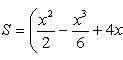 S = (x²/2 − x³/6 + 4x